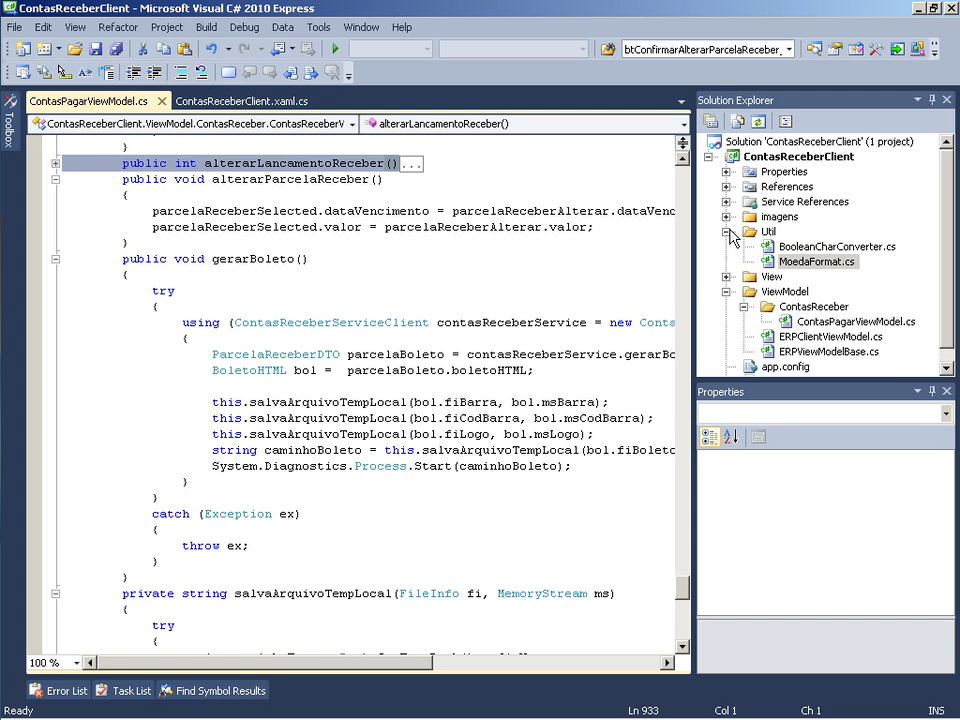 ContasReceberClient - Microsoft Visual C# 2010 Express
File Edit View Refactor Project Build Debug Data Tools Window Help
btConfirmarAlterarParcelaReceber_
Toolbox
ContasPagarViewModel.cs ContasReceberClient.xaml.cs
ContasReceberClient.ViewModel.ContasReceber.ContasReceberV alterarLancamentoReceber()
}
public int alterarLancamentoReceber()...
public void alterarParcelaReceber()
{
parcelaReceberSelected.dataVencimento = parcelaReceberAlterar.dataVenc
parcelaReceberSelected.valor = parcelaReceberAlterar.valor;
}
public void gerarBoleto()
{
try
{
using (ContasReceberServiceClient contasReceberService = new Conta
{
ParcelaReceberDTO parcelaBoleto = contasReceberService.gerarBo
BoletoHTML bol =  parcelaBoleto.boletoHTML;
this.salvaArquivoTempLocal(bol.fiBarra, bol.msBarra);
this.salvaArquivoTempLocal(bol.fiCodBarra, bol.msCodBarra);
this.salvaArquivoTempLocal(bol.fiLogo, bol.msLogo);
string caminhoBoleto = this.salvaArquivoTempLocal(bol.fiBoleto
System.Diagnostics.Process.Start(caminhoBoleto);
}
}
catch (Exception ex)
{
throw ex;
}
}
private string salvaArquivoTempLocal(FileInfo fi, MemoryStream ms)
{
try
{
100 %
Solution Explorer
Solution 'ContasReceberClient' (1 project)
ContasReceberClient
Properties
References
Service References
imagens
Util
BooleanCharConverter.cs
MoedaFormat.cs
View
ViewModel
ContasReceber
ContasPagarViewModel.cs
ERPClientViewModel.cs
ERPViewModelBase.cs
app.config
Properties
Error List Task List Find Symbol Results
Ready Ln 933 Col 1 Ch 1 INS